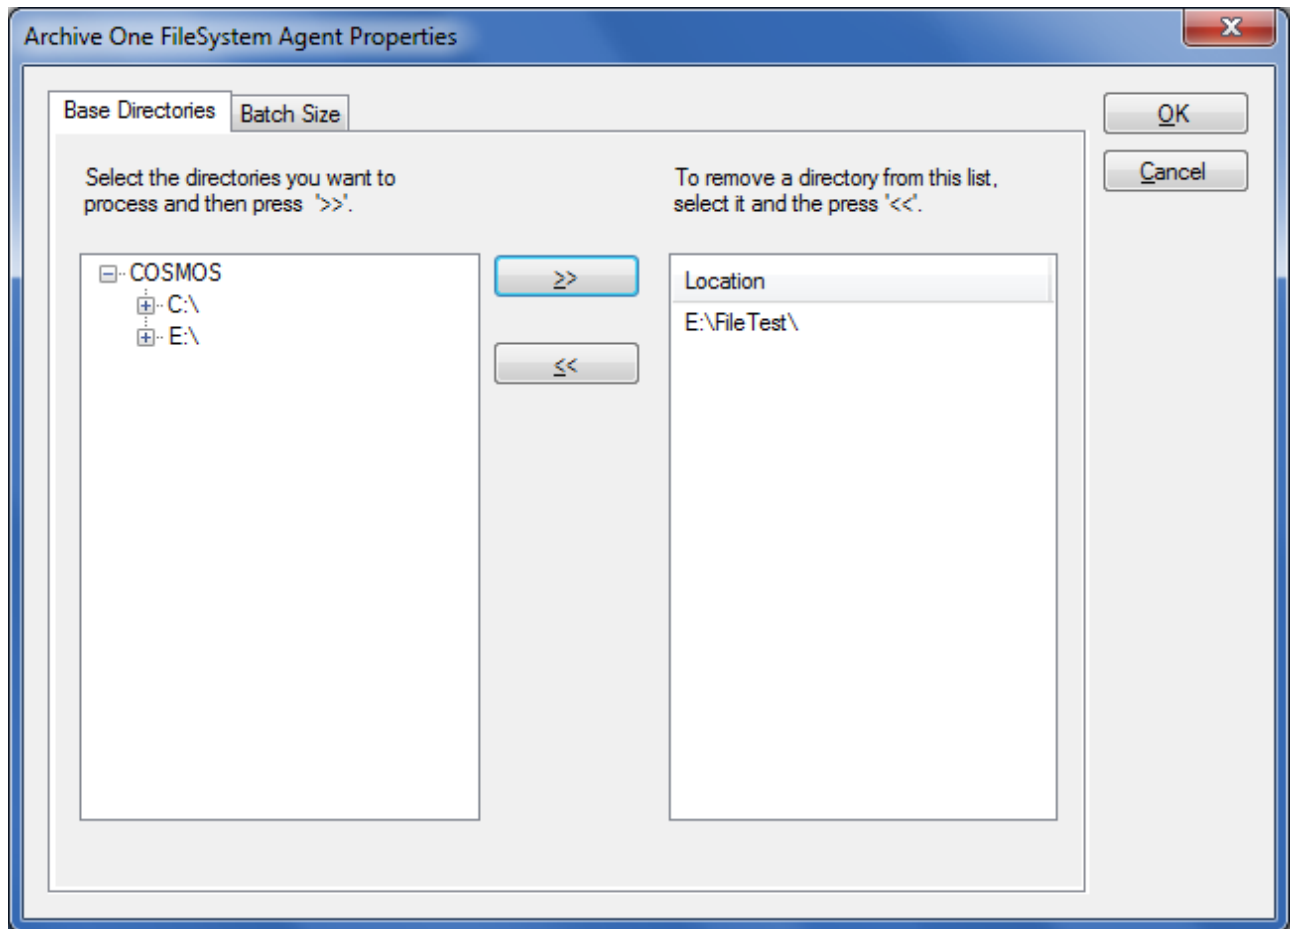 Archive One FileSystem Agent Properties
Base Directories
Batch Size
OK
Cancel
Select the directories you want to
process and then press '>>'.
To remove a directory from this list,
select it and the press '<<'.
COSMOS
C:\
E:\
>>
<<
Location
E:\FileTest\